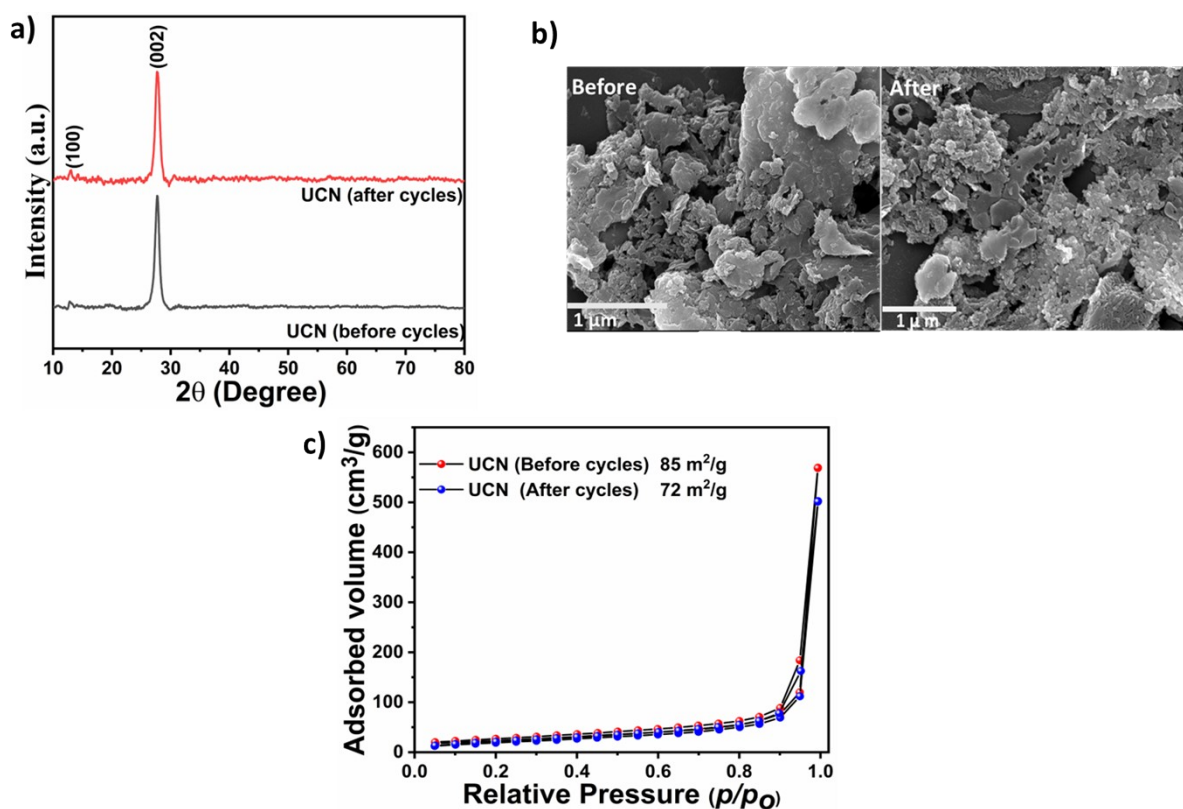 a)
Intensity (a.u.)
(100)
(002)
UCN (after cycles)
UCN (before cycles)
10 20 30 40 50 60 70 80
2θ (Degree)
b)
Before
1 µm
After
1 µm
c)
Adsorbed volume (cm³/g)
600
500
400
300
200
100
0
UCN (Before cycles) 85 m²/g
UCN (After cycles) 72 m²/g
0.0 0.2 0.4 0.6 0.8 1.0
Relative Pressure (p/pO)